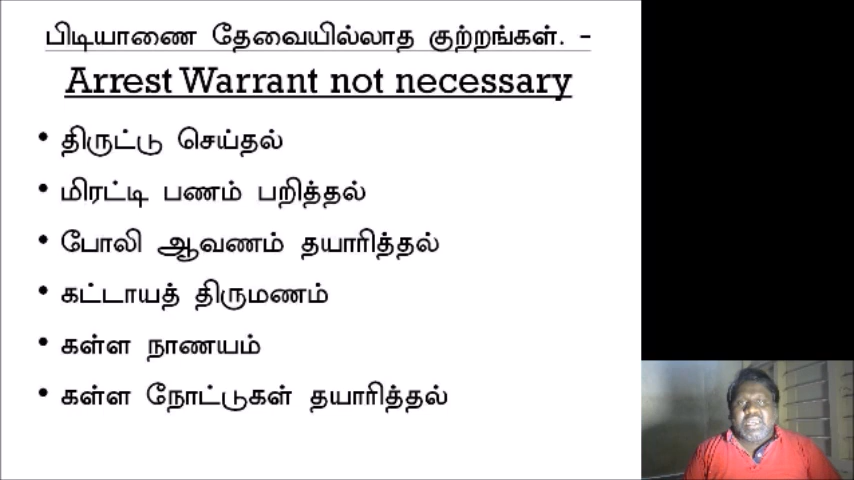 பிடியாணை தேவையில்லாத குற்றங்கள். –
Arrest Warrant not necessary
• திருட்டு செய்தல்
• மிரட்டி பணம் பறித்தல்
• போலி ஆவணம் தயாரித்தல்
• கட்டாயத் திருமணம்
• கள்ள நாணயம்
• கள்ள நோட்டுகள் தயாரித்தல்